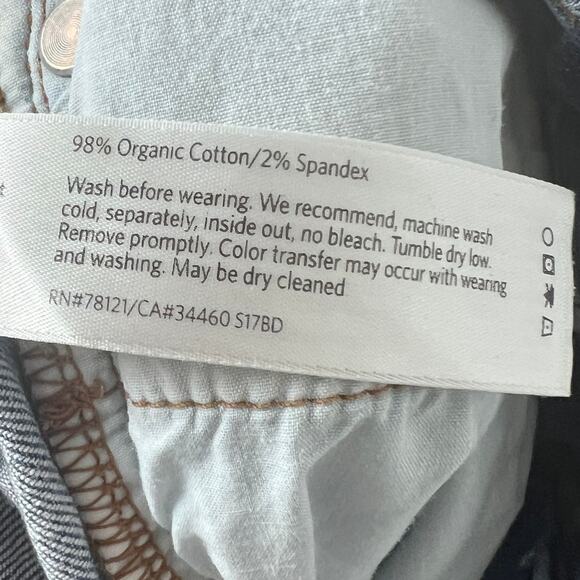 98% Organic Cotton/2% Spandex
Wash before wearing. We recommend, machine wash
cold, separately, inside out, no bleach. Tumble dry low.
Remove promptly. Color transfer may occur with wearing
and washing. May be dry cleaned
RN#78121/CA#34460 S17BD